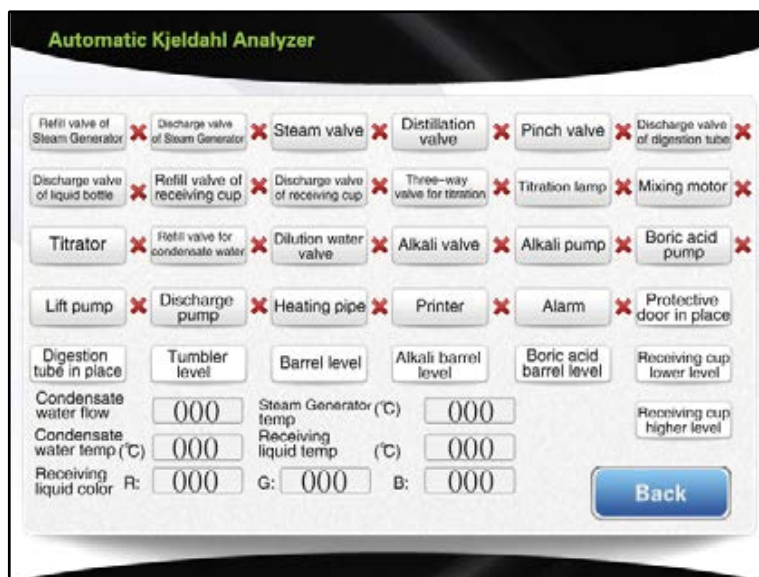 Automatic Kjeldahl Analyzer
Refill valve of Steam Generator
Discharge valve of Steam Generator
Steam valve
Distillation valve
Pinch valve
Discharge valve of digestion tube
Discharge valve of liquid bottle
Refill valve of receiving cup
Discharge valve of receiving cup
Three-way valve for titration
Titration lamp
Mixing motor
Titrator
Refill valve for condensate water
Dilution water valve
Alkali valve
Alkali pump
Boric acid pump
Lift pump
Discharge pump
Heating pipe
Printer
Alarm
Protective door in place
Digestion tube in place
Tumbler level
Barrel level
Alkali barrel level
Boric acid barrel level
Receiving cup lower level
Condensate water flow 000
Steam Generator temp (℃) 000
Receiving cup higher level
Condensate water temp (℃) 000
Receiving liquid temp (℃) 000
Receiving liquid color R: 000 G: 000 B: 000
Back